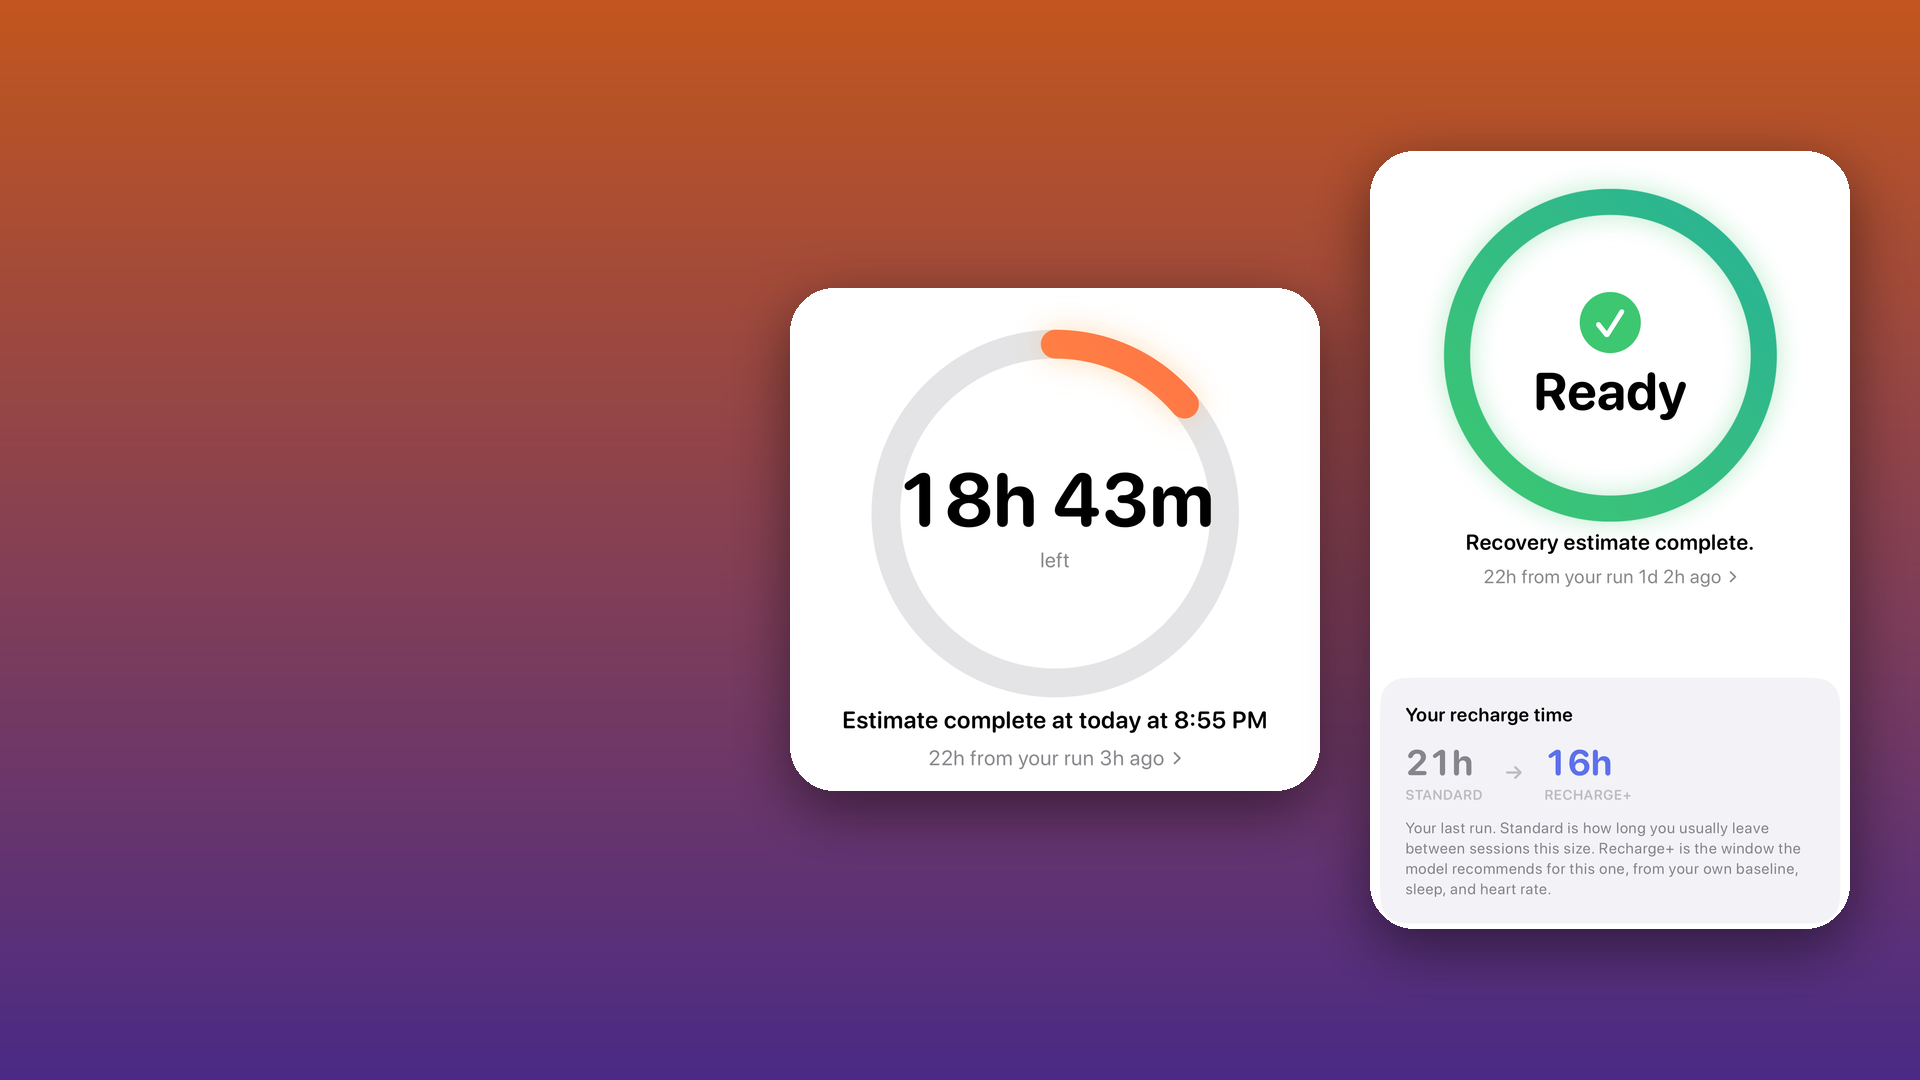 18h 43m
left
Estimate complete at today at 8:55 PM
22h from your run 3h ago
Ready
Recovery estimate complete.
22h from your run 1d 2h ago
Your recharge time
21h → 16h
STANDARD RECHARGE+
Your last run. Standard is how long you usually leave
between sessions this size. Recharge+ is the window the
model recommends for this one, from your own baseline,
sleep, and heart rate.